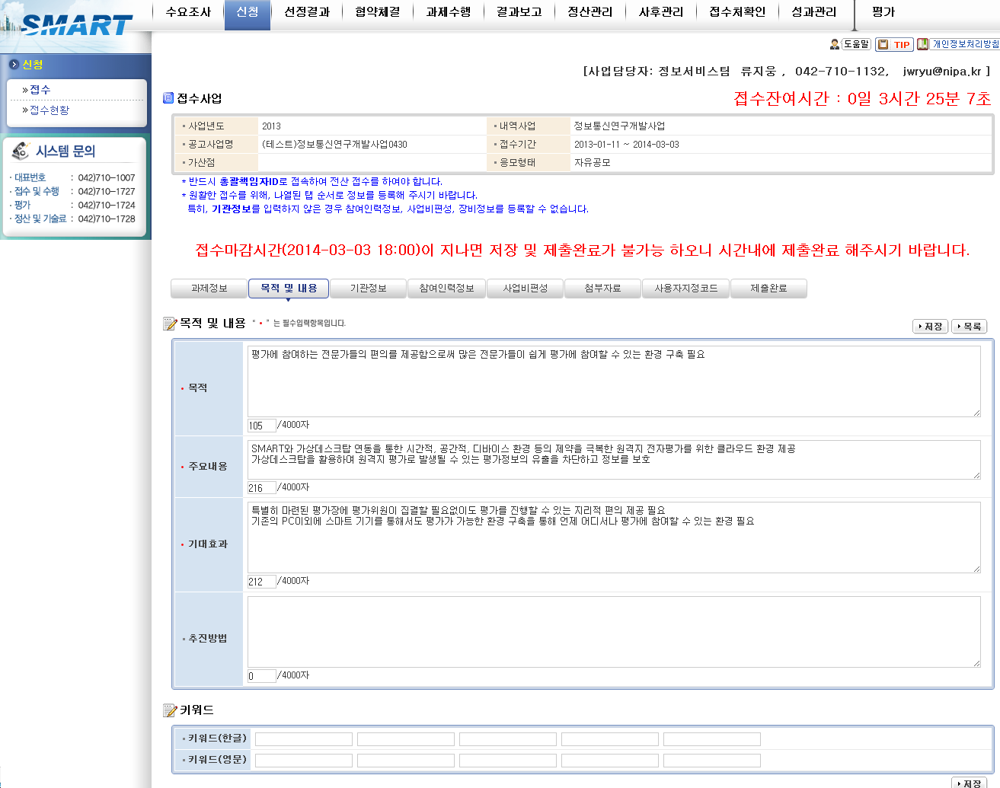 SMART
수요조사 신청 선정결과 협약체결 과제수행 결과보고 정산관리 사후관리 접수처확인 성과관리 평가
도움말 TIP 개인정보처리방침
신청
»접수
»접수현황
시스템 문의
· 대표번호 : 042)710-1007
· 접수 및 수행 : 042)710-1727
· 평가 : 042)710-1724
· 정산 및 기술료 : 042)710-1728
[사업담당자: 정보서비스팀 류지웅 , 042-710-1132, jwryu@nipa.kr ]
접수사업
접수잔여시간 : 0일 3시간 25분 7초
사업년도 2013 내역사업 정보통신연구개발사업
공고사업명 (테스트)정보통신연구개발사업0430 접수기간 2013-01-11 ~ 2014-03-03
가산점 응모형태 자유공모
* 반드시 총괄책임자ID로 접속하여 전산 접수를 하여야 합니다.
* 원활한 접수를 위해, 나열된 탭 순서로 정보를 등록해 주시기 바랍니다.
특히, 기관정보를 입력하지 않은 경우 참여인력정보, 사업비편성, 장비정보를 등록할 수 없습니다.
접수마감시간(2014-03-03 18:00)이 지나면 저장 및 제출완료가 불가능 하오니 시간내에 제출완료 해주시기 바랍니다.
과제정보 목적 및 내용 기관정보 참여인력정보 사업비편성 첨부자료 사용자지정코드 제출완료
목적 및 내용 " • " 는 필수입력항목입니다.
저장 목록
목적
평가에 참여하는 전문가들의 편의를 제공함으로써 많은 전문가들이 쉽게 평가에 참여할 수 있는 환경 구축 필요
105 /4000자
주요내용
SMART와 가상데스크탑 연동을 통한 시간적, 공간적, 디바이스 환경 등의 제약을 극복한 원격지 전자평가를 위한 클라우드 환경 제공
가상데스크탑을 활용하여 원격지 평가로 발생될 수 있는 평가정보의 유출을 차단하고 정보를 보호
216 /4000자
기대효과
특별히 마련된 평가장에 평가위원이 집결할 필요없이도 평가를 진행할 수 있는 지리적 편의 제공 필요
기존의 PC이외에 스마트 기기를 통해서도 평가가 가능한 환경 구축을 통해 언제 어디서나 평가에 참여할 수 있는 환경 필요
212 /4000자
추진방법
0 /4000자
키워드
키워드(한글)
키워드(영문)
저장